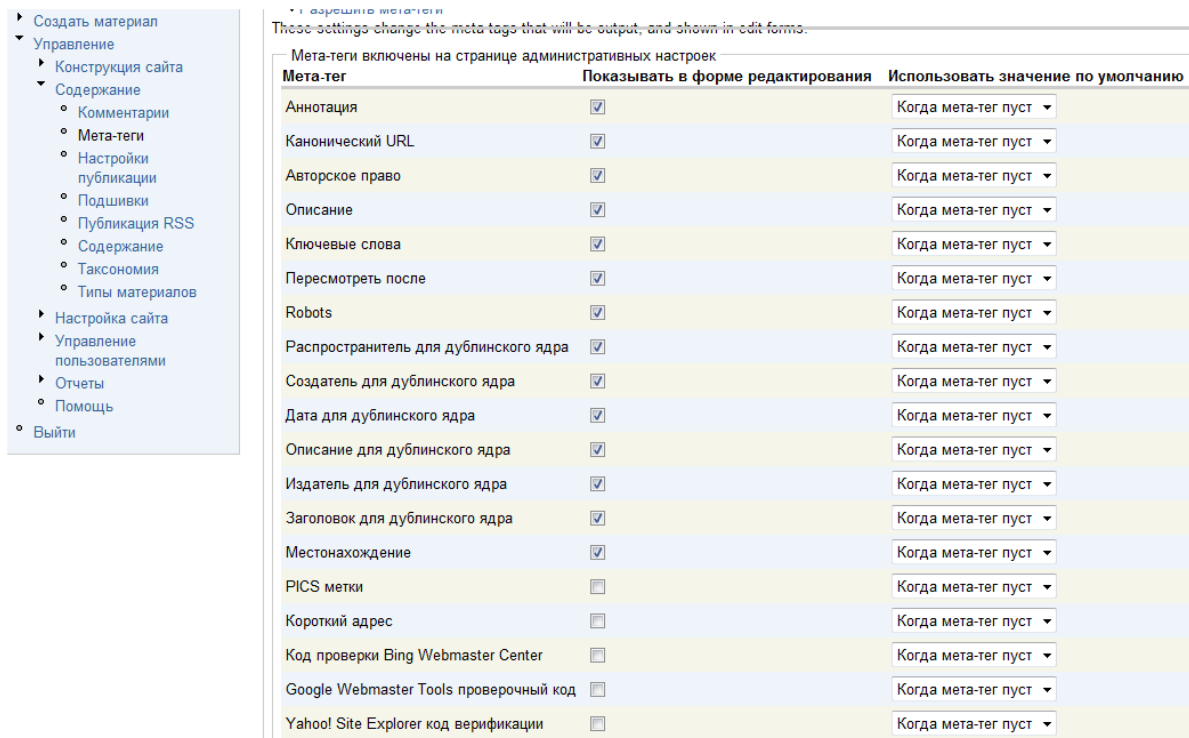 Создать материал
Управление
Конструкция сайта
Содержание
Комментарии
Мета-теги
Настройки
публикации
Подшивки
Публикация RSS
Содержание
Таксономия
Типы материалов
Настройка сайта
Управление
пользователями
Отчеты
Помощь
Выйти
Разрешить мета-теги
These settings change the meta tags that will be output, and shown in edit forms.
Мета-теги включены на странице административных настроек
Мета-тег Показывать в форме редактирования Использовать значение по умолчанию
Аннотация Когда мета-тег пуст
Канонический URL Когда мета-тег пуст
Авторское право Когда мета-тег пуст
Описание Когда мета-тег пуст
Ключевые слова Когда мета-тег пуст
Пересмотреть после Когда мета-тег пуст
Robots Когда мета-тег пуст
Распространитель для дублинского ядра Когда мета-тег пуст
Создатель для дублинского ядра Когда мета-тег пуст
Дата для дублинского ядра Когда мета-тег пуст
Описание для дублинского ядра Когда мета-тег пуст
Издатель для дублинского ядра Когда мета-тег пуст
Заголовок для дублинского ядра Когда мета-тег пуст
Местонахождение Когда мета-тег пуст
PICS метки Когда мета-тег пуст
Короткий адрес Когда мета-тег пуст
Код проверки Bing Webmaster Center Когда мета-тег пуст
Google Webmaster Tools проверочный код Когда мета-тег пуст
Yahoo! Site Explorer код верификации Когда мета-тег пуст